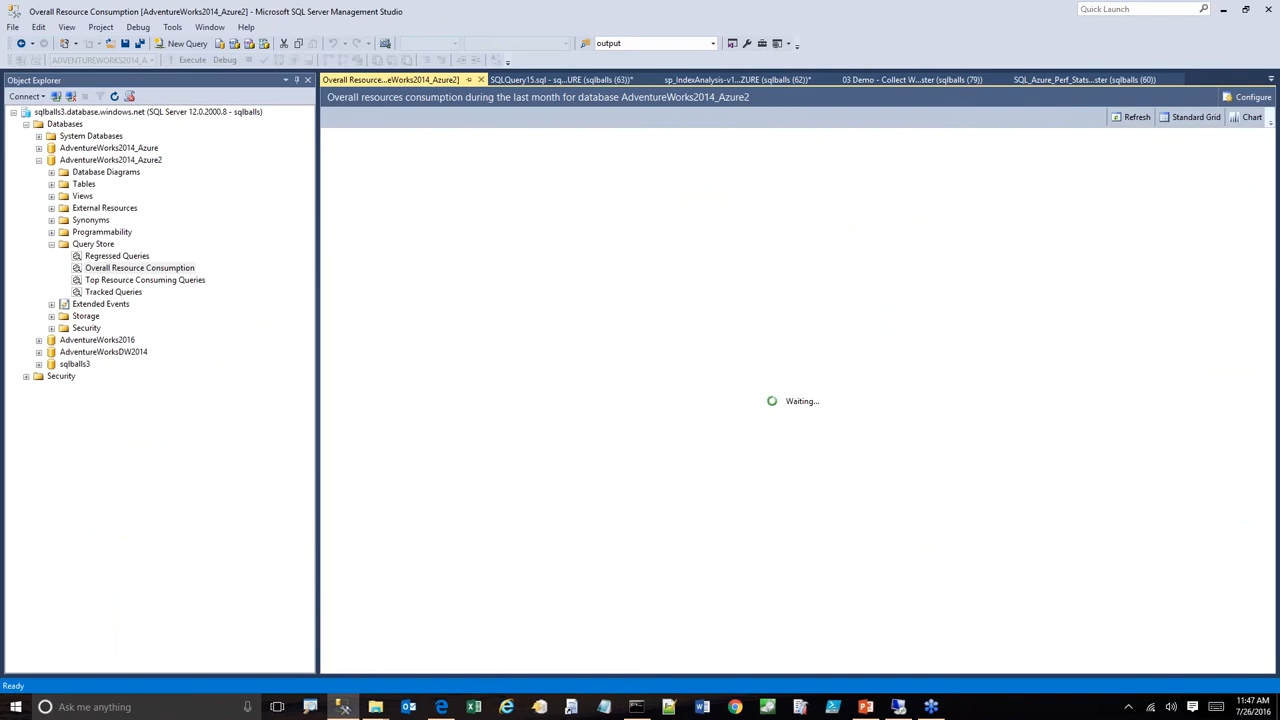 Overall Resource Consumption [AdventureWorks2014_Azure2] - Microsoft SQL Server Management Studio
Quick Launch
File Edit View Project Debug Tools Window Help
New Query
output
ADVENTUREWORKS2014_A
Execute Debug
Object Explorer
Overall Resource...eWorks2014_Azure2]
SQLQuery15.sql - sq...URE (sqlballs (63))*
sp_IndexAnalysis-v1...ZURE (sqlballs (62))*
03 Demo - Collect W...ster (sqlballs (79))
SQL_Azure_Perf_Stats...ster (sqlballs (60))
Connect
Overall resources consumption during the last month for database AdventureWorks2014_Azure2
Configure
Refresh
Standard Grid
Chart
sqlballs3.database.windows.net (SQL Server 12.0.2000.8 - sqlballs)
Databases
System Databases
AdventureWorks2014_Azure
AdventureWorks2014_Azure2
Database Diagrams
Tables
Views
External Resources
Synonyms
Programmability
Query Store
Regressed Queries
Overall Resource Consumption
Top Resource Consuming Queries
Tracked Queries
Extended Events
Storage
Security
AdventureWorks2016
AdventureWorksDW2014
sqlballs3
Security
Waiting...
Ready
Ask me anything
11:47 AM
7/26/2016